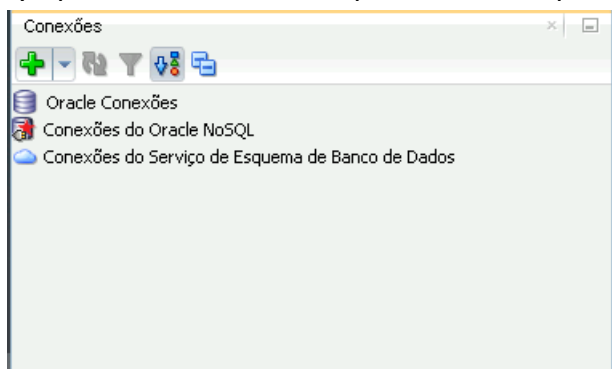 Conexões
Oracle Conexões
Conexões do Oracle NoSQL
Conexões do Serviço de Esquema de Banco de Dados